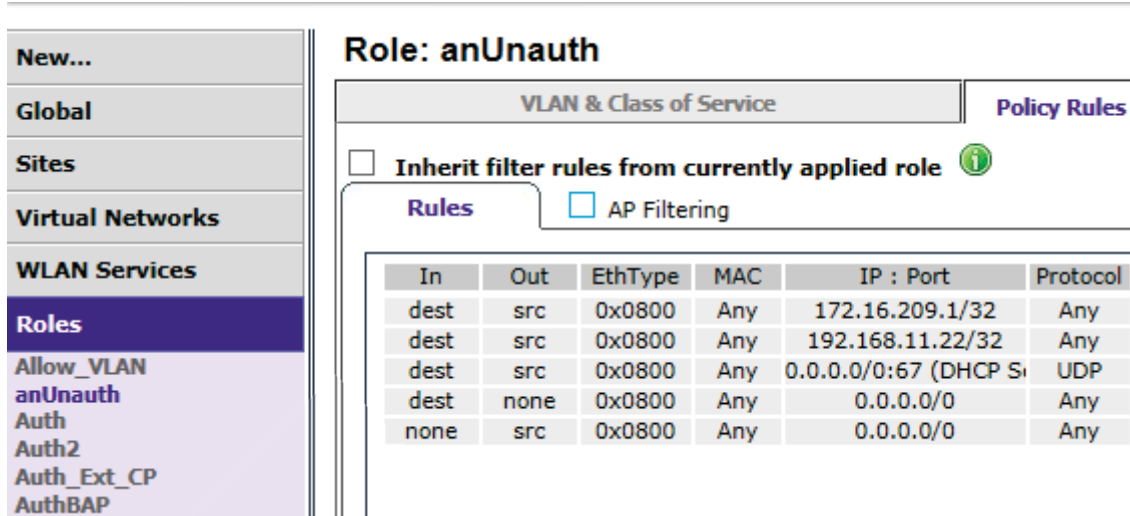 New...
Global
Sites
Virtual Networks
WLAN Services
Roles
Allow_VLAN
anUnauth
Auth
Auth2
Auth_Ext_CP
AuthBAP
Role: anUnauth
VLAN & Class of Service Policy Rules
Inherit filter rules from currently applied role
Rules AP Filtering
In Out EthType MAC IP : Port Protocol
dest src 0x0800 Any 172.16.209.1/32 Any
dest src 0x0800 Any 192.168.11.22/32 Any
dest src 0x0800 Any 0.0.0.0/0:67 (DHCP Se UDP
dest none 0x0800 Any 0.0.0.0/0 Any
none src 0x0800 Any 0.0.0.0/0 Any